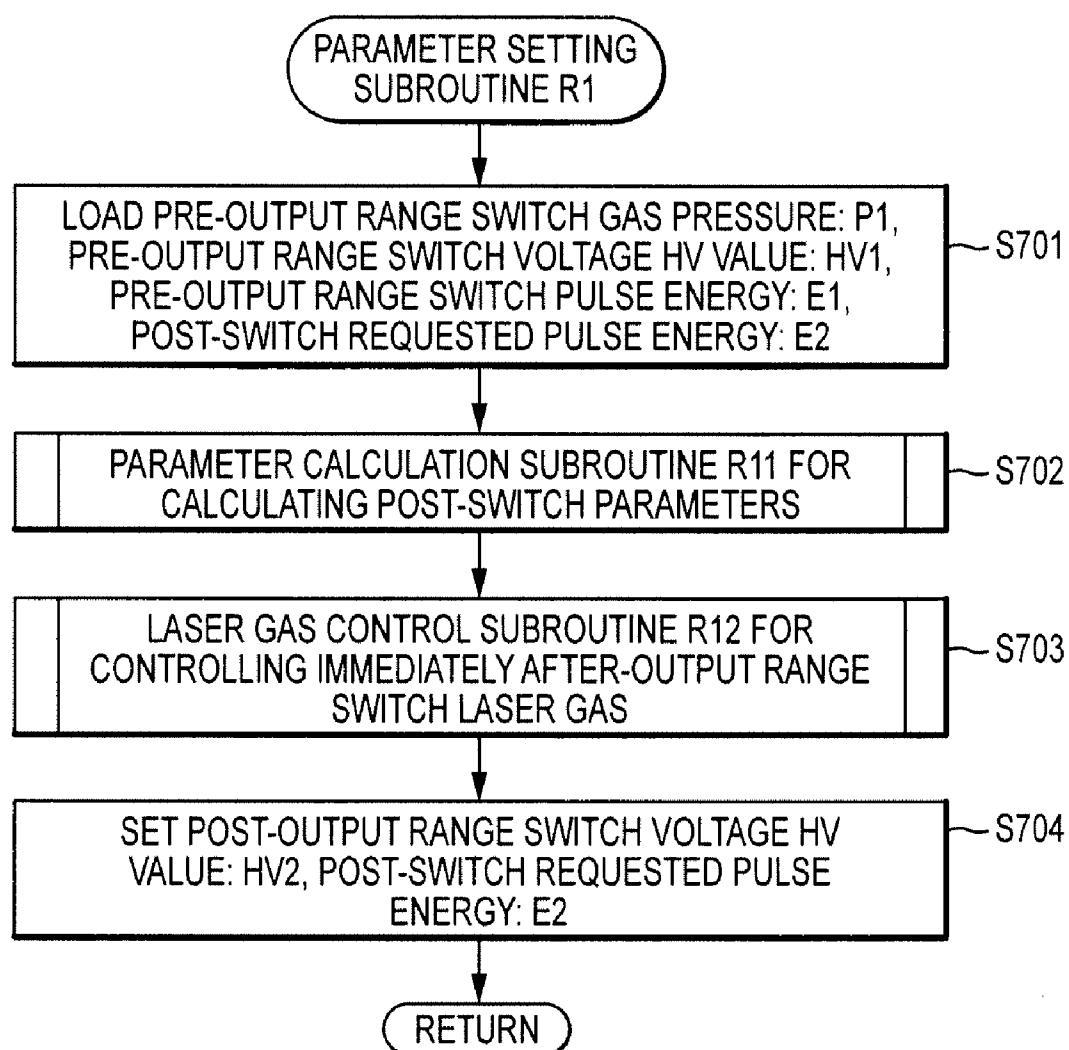 PARAMETER SETTING
SUBROUTINE R1
LOAD PRE-OUTPUT RANGE SWITCH GAS PRESSURE: P1,
PRE-OUTPUT RANGE SWITCH VOLTAGE HV VALUE: HV1,
PRE-OUTPUT RANGE SWITCH PULSE ENERGY: E1,
POST-SWITCH REQUESTED PULSE ENERGY: E2
S701
PARAMETER CALCULATION SUBROUTINE R11 FOR
CALCULATING POST-SWITCH PARAMETERS
S702
LASER GAS CONTROL SUBROUTINE R12 FOR
CONTROLLING IMMEDIATELY AFTER-OUTPUT RANGE
SWITCH LASER GAS
S703
SET POST-OUTPUT RANGE SWITCH VOLTAGE HV
VALUE: HV2, POST-SWITCH REQUESTED PULSE
ENERGY: E2
S704
RETURN